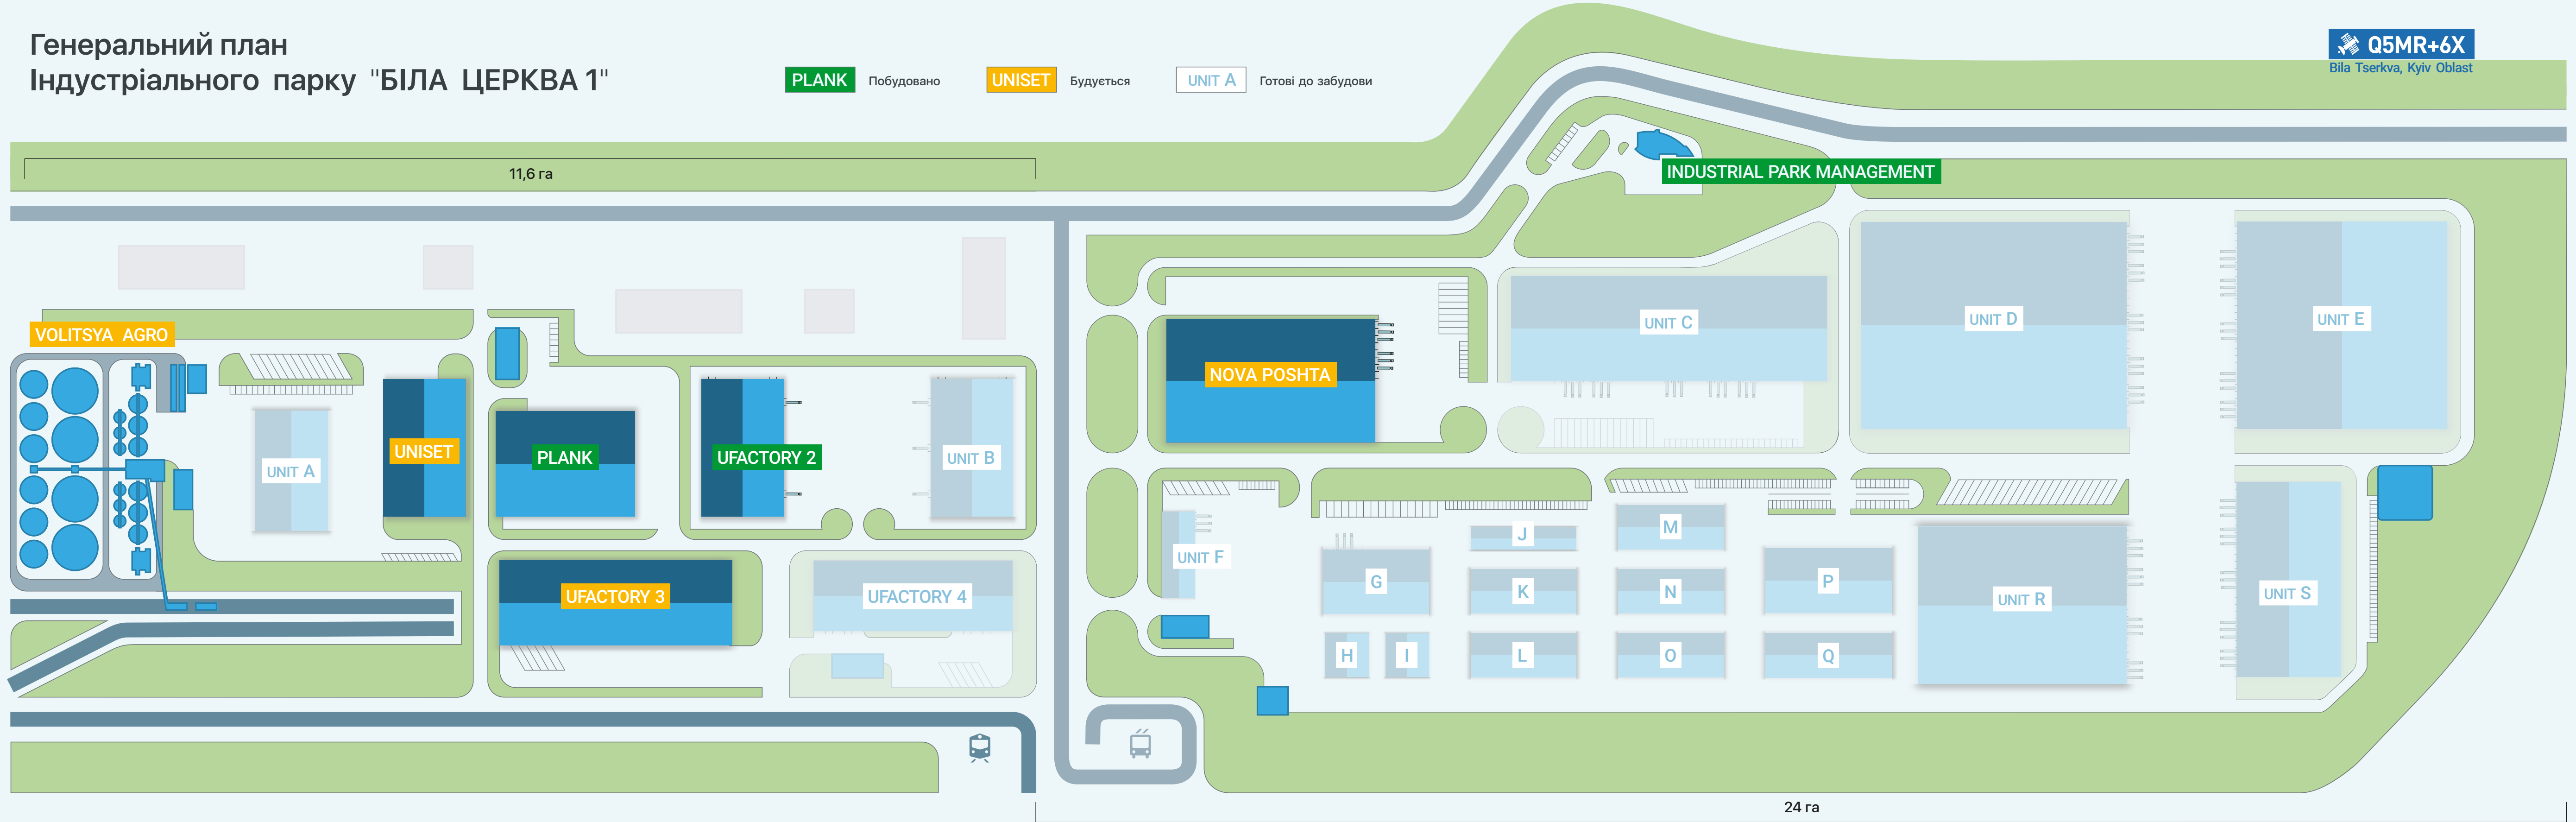 Генеральний план
Індустріального парку "БІЛА ЦЕРКВА 1"
PLANK Побудовано
UNISET Будується
UNIT A Готові до забудови
Q5MR+6X
Bila Tserkva, Kyiv Oblast
11,6 га
INDUSTRIAL PARK MANAGEMENT
VOLITSYA AGRO
UNIT A
UNISET
PLANK
UFACTORY 2
UNIT B
UFACTORY 3
UFACTORY 4
NOVA POSHTA
UNIT C
UNIT D
UNIT E
UNIT F
G
H
I
J
K
L
M
N
O
P
Q
UNIT R
UNIT S
24 га